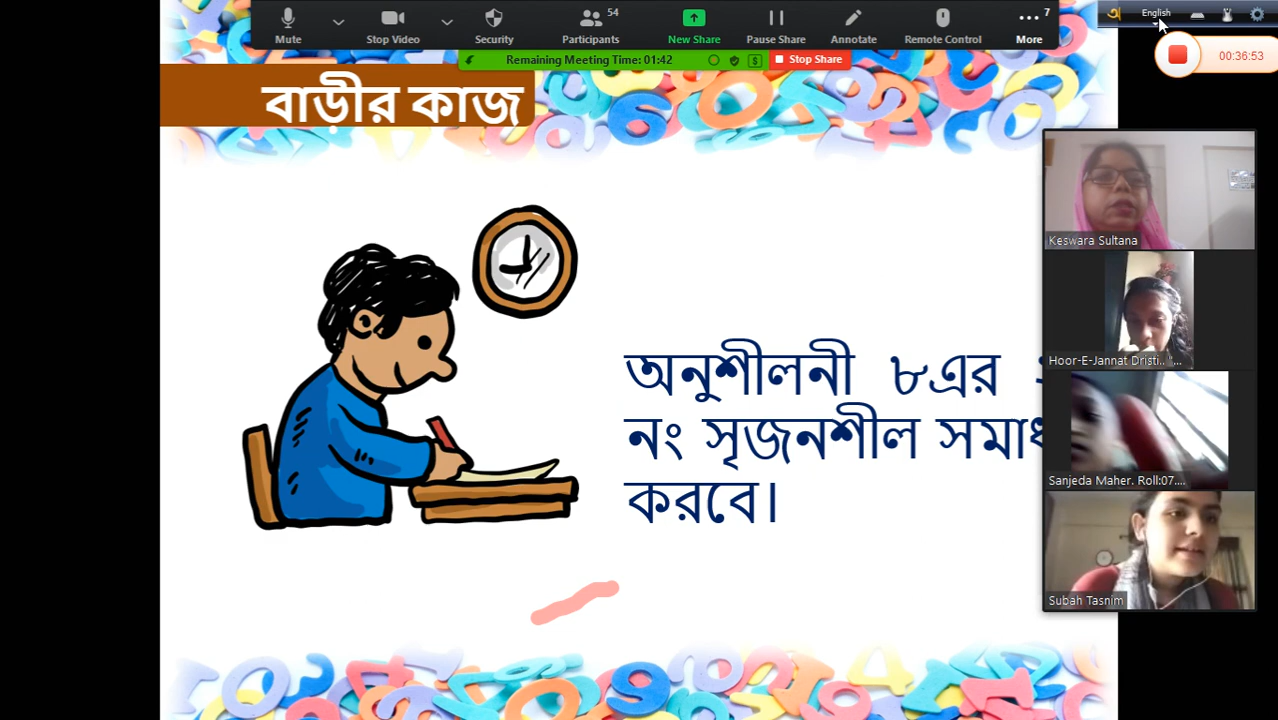 54
7
Mute
Stop Video
Security
Participants
New Share
Pause Share
Annotate
Remote Control
More
English
Remaining Meeting Time: 01:42
Stop Share
00:36:53
বাড়ীর কাজ
অনুশীলনী ৮এর
নং সৃজনশীল
করবে।
Keswara Sultana
Hoor-E-Jannat Dristi.. "...
Sanjeda Maher. Roll:07....
Subah Tasnim